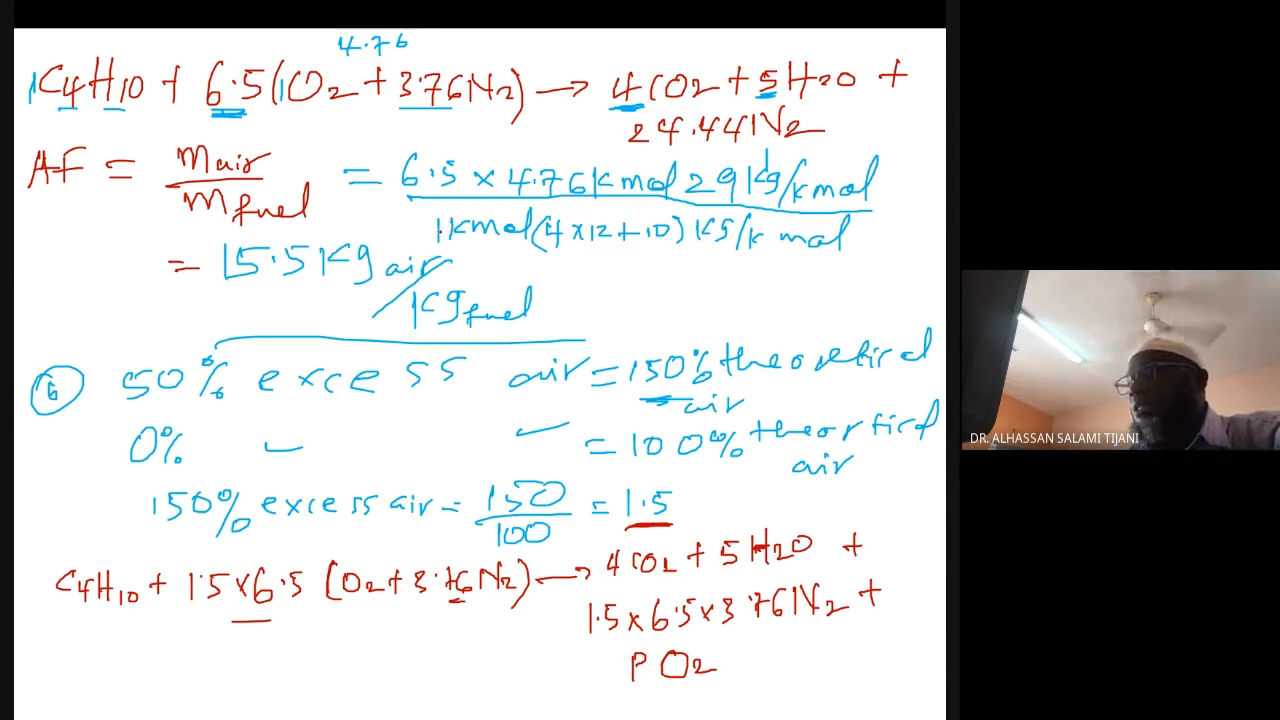 4.76
1C4H10 + 6.5(1O2 + 3.76N2) → 4CO2 + 5H2O +
24.44N2
AF = mair/mfuel = 6.5 × 4.76 kmol 29 kg/kmol / 1kmol(4×12+10) kg/kmol
= 15.5 kg air/kg fuel
6 50% excess air = 150% theoretical
air
0% ✓ ✓ = 100% theortical
air
150% excess air = 150/100 = 1.5
C4H10 + 1.5×6.5 (O2 + 3.76N2) → 4CO2 + 5H2O +
1.5×6.5×3.76N2 +
PO2
DR. ALHASSAN SALAMI TIJANI